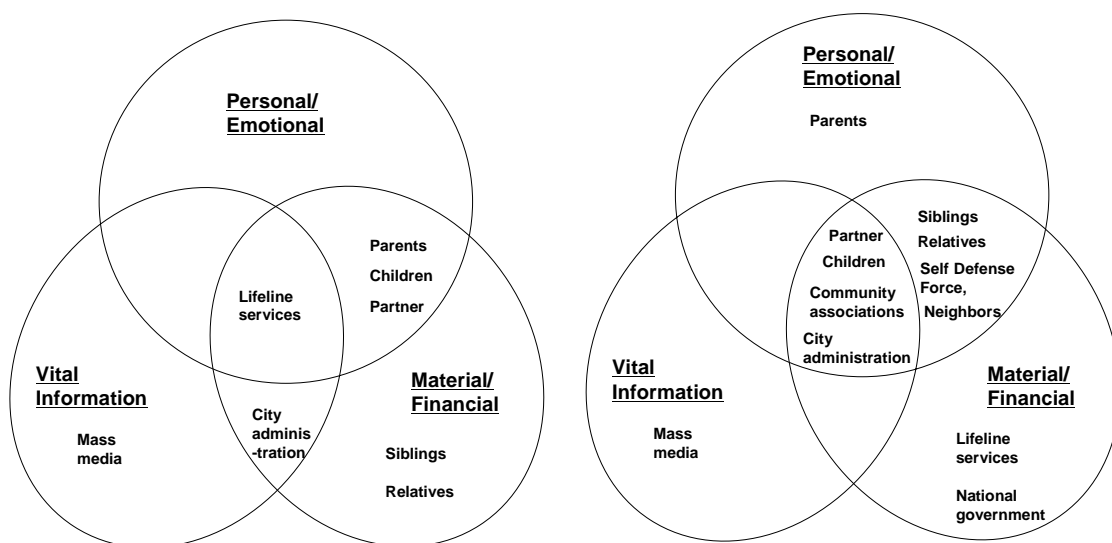 Personal/
Emotional
Parents
Children
Partner
Lifeline
services
Vital
Information
Mass
media
City
adminis
-tration
Material/
Financial
Siblings
Relatives
Personal/
Emotional
Parents
Partner
Children
Community
associations
City
administration
Siblings
Relatives
Self Defense
Force,
Neighbors
Vital
Information
Mass
media
Material/
Financial
Lifeline
services
National
government